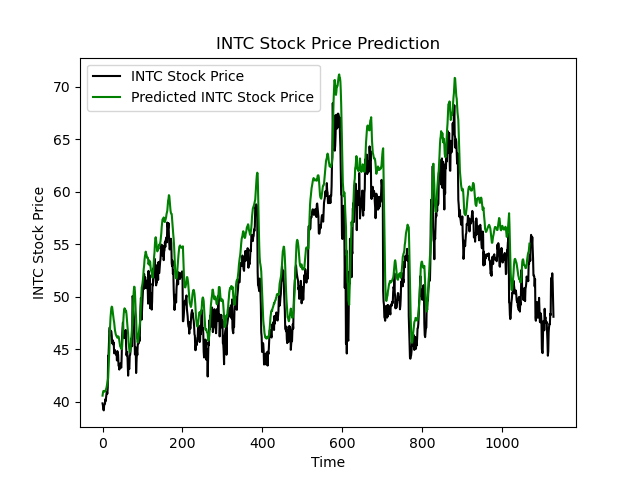 INTC Stock Price Prediction
INTC Stock Price
Predicted INTC Stock Price
70
65
60
55
50
45
40
INTC Stock Price
0 200 400 600 800 1000
Time